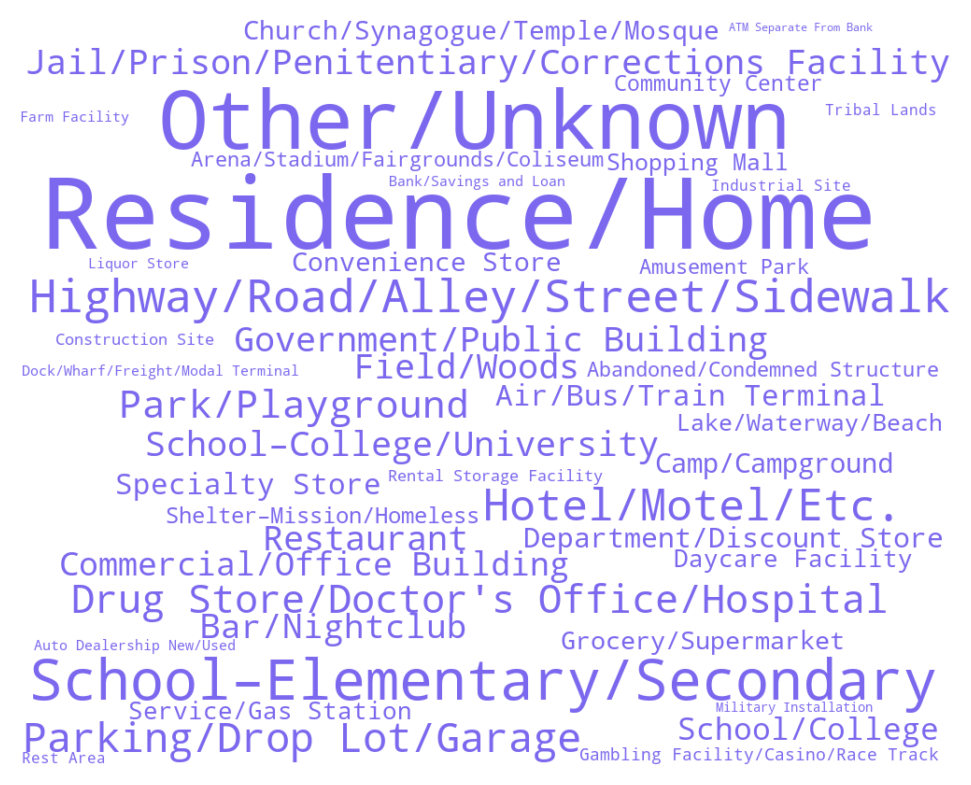 Church/Synagogue/Temple/Mosque
ATM Separate From Bank
Jail/Prison/Penitentiary/Corrections Facility
Community Center
Farm Facility
Other/Unknown
Tribal Lands
Arena/Stadium/Fairgrounds/Coliseum
Shopping Mall
Bank/Savings and Loan
Industrial Site
Residence/Home
Liquor Store
Convenience Store
Amusement Park
Highway/Road/Alley/Street/Sidewalk
Construction Site
Government/Public Building
Dock/Wharf/Freight/Modal Terminal
Field/Woods
Abandoned/Condemned Structure
Park/Playground
Air/Bus/Train Terminal
Lake/Waterway/Beach
School–College/University
Camp/Campground
Specialty Store
Rental Storage Facility
Hotel/Motel/Etc.
Shelter–Mission/Homeless
Restaurant
Department/Discount Store
Commercial/Office Building
Daycare Facility
Drug Store/Doctor's Office/Hospital
Bar/Nightclub
Auto Dealership New/Used
Grocery/Supermarket
School–Elementary/Secondary
Service/Gas Station
Military Installation
Parking/Drop Lot/Garage
School/College
Rest Area
Gambling Facility/Casino/Race Track